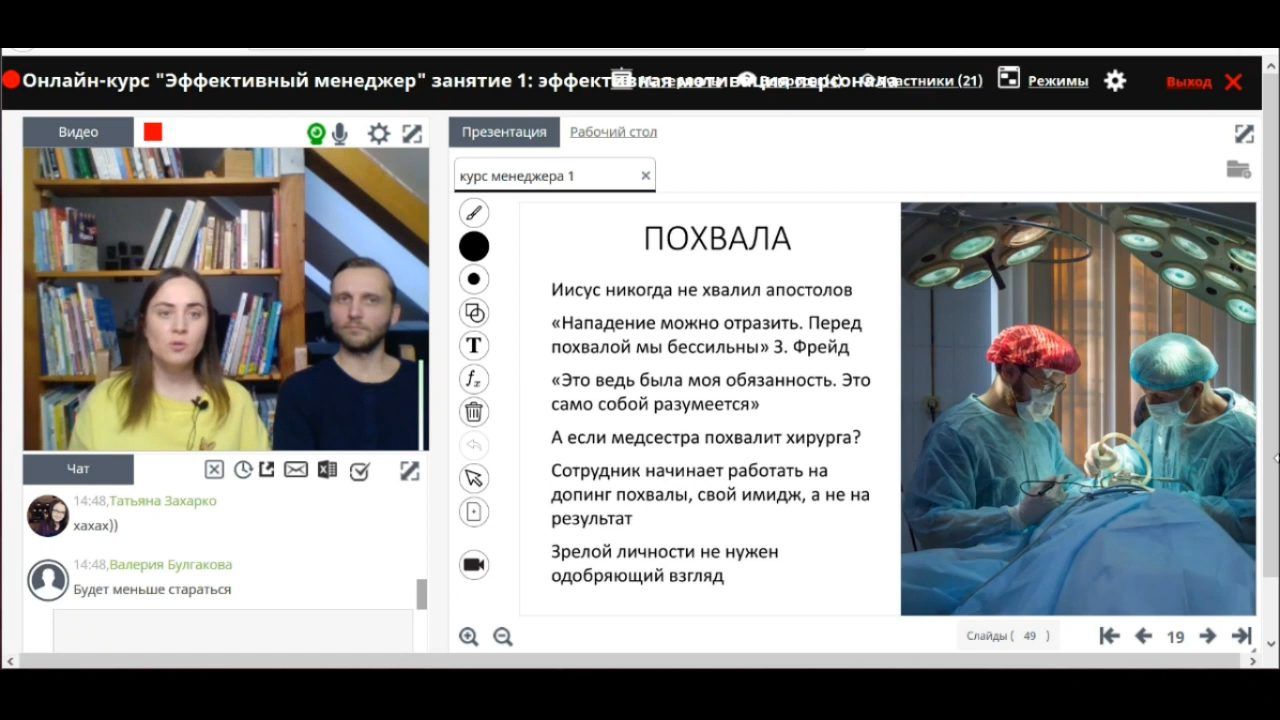 Онлайн-курс "Эффективный менеджер" занятие 1: эффективная мотивация персонала
Участники (21)
Режимы
Выход
Видео
Презентация
Рабочий стол
курс менеджера 1
ПОХВАЛА
Иисус никогда не хвалил апостолов
«Нападение можно отразить. Перед
похвалой мы бессильны» З. Фрейд
«Это ведь была моя обязанность. Это
само собой разумеется»
А если медсестра похвалит хирурга?
Сотрудник начинает работать на
допинг похвалы, свой имидж, а не на
результат
Зрелой личности не нужен
одобряющий взгляд
Чат
14:48,Татьяна Захарко
хахах))
14:48,Валерия Булгакова
Будет меньше стараться
Слайды ( 49 )
19